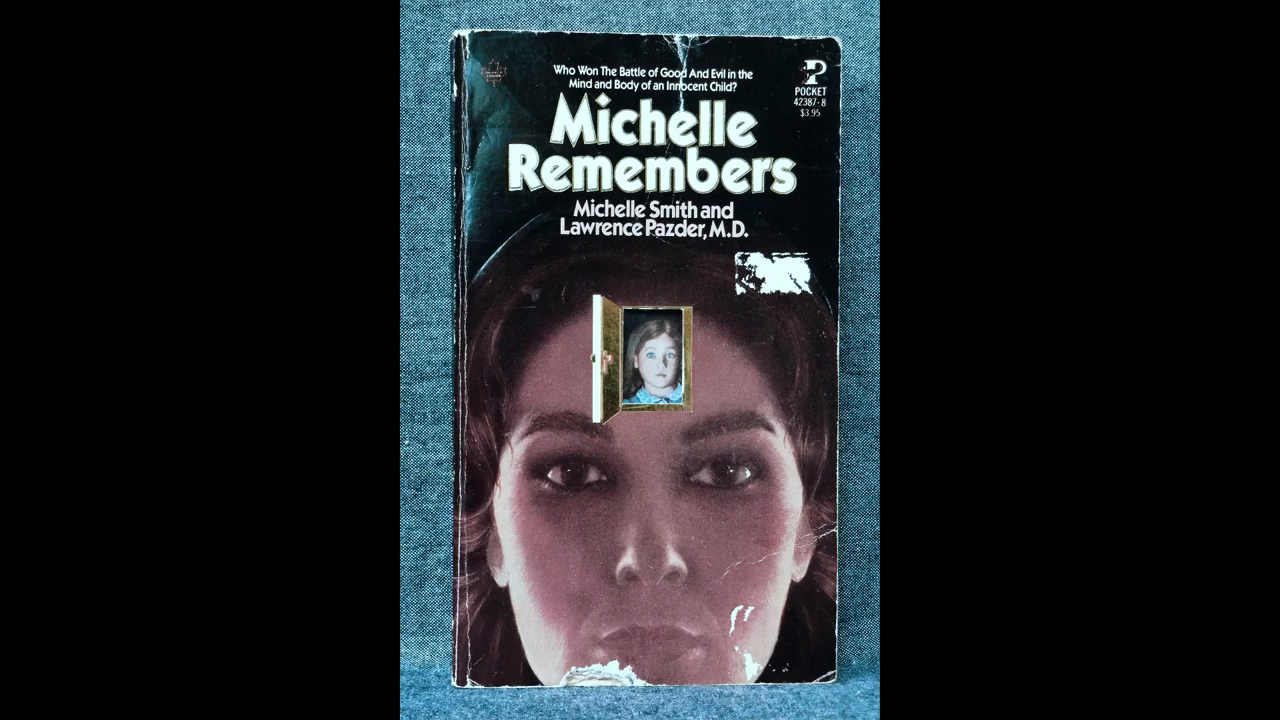 Who Won The Battle of Good And Evil in the
Mind and Body of an Innocent Child?
POCKET
42387-8
$3.95
Michelle
Remembers
Michelle Smith and
Lawrence Pazder, M.D.